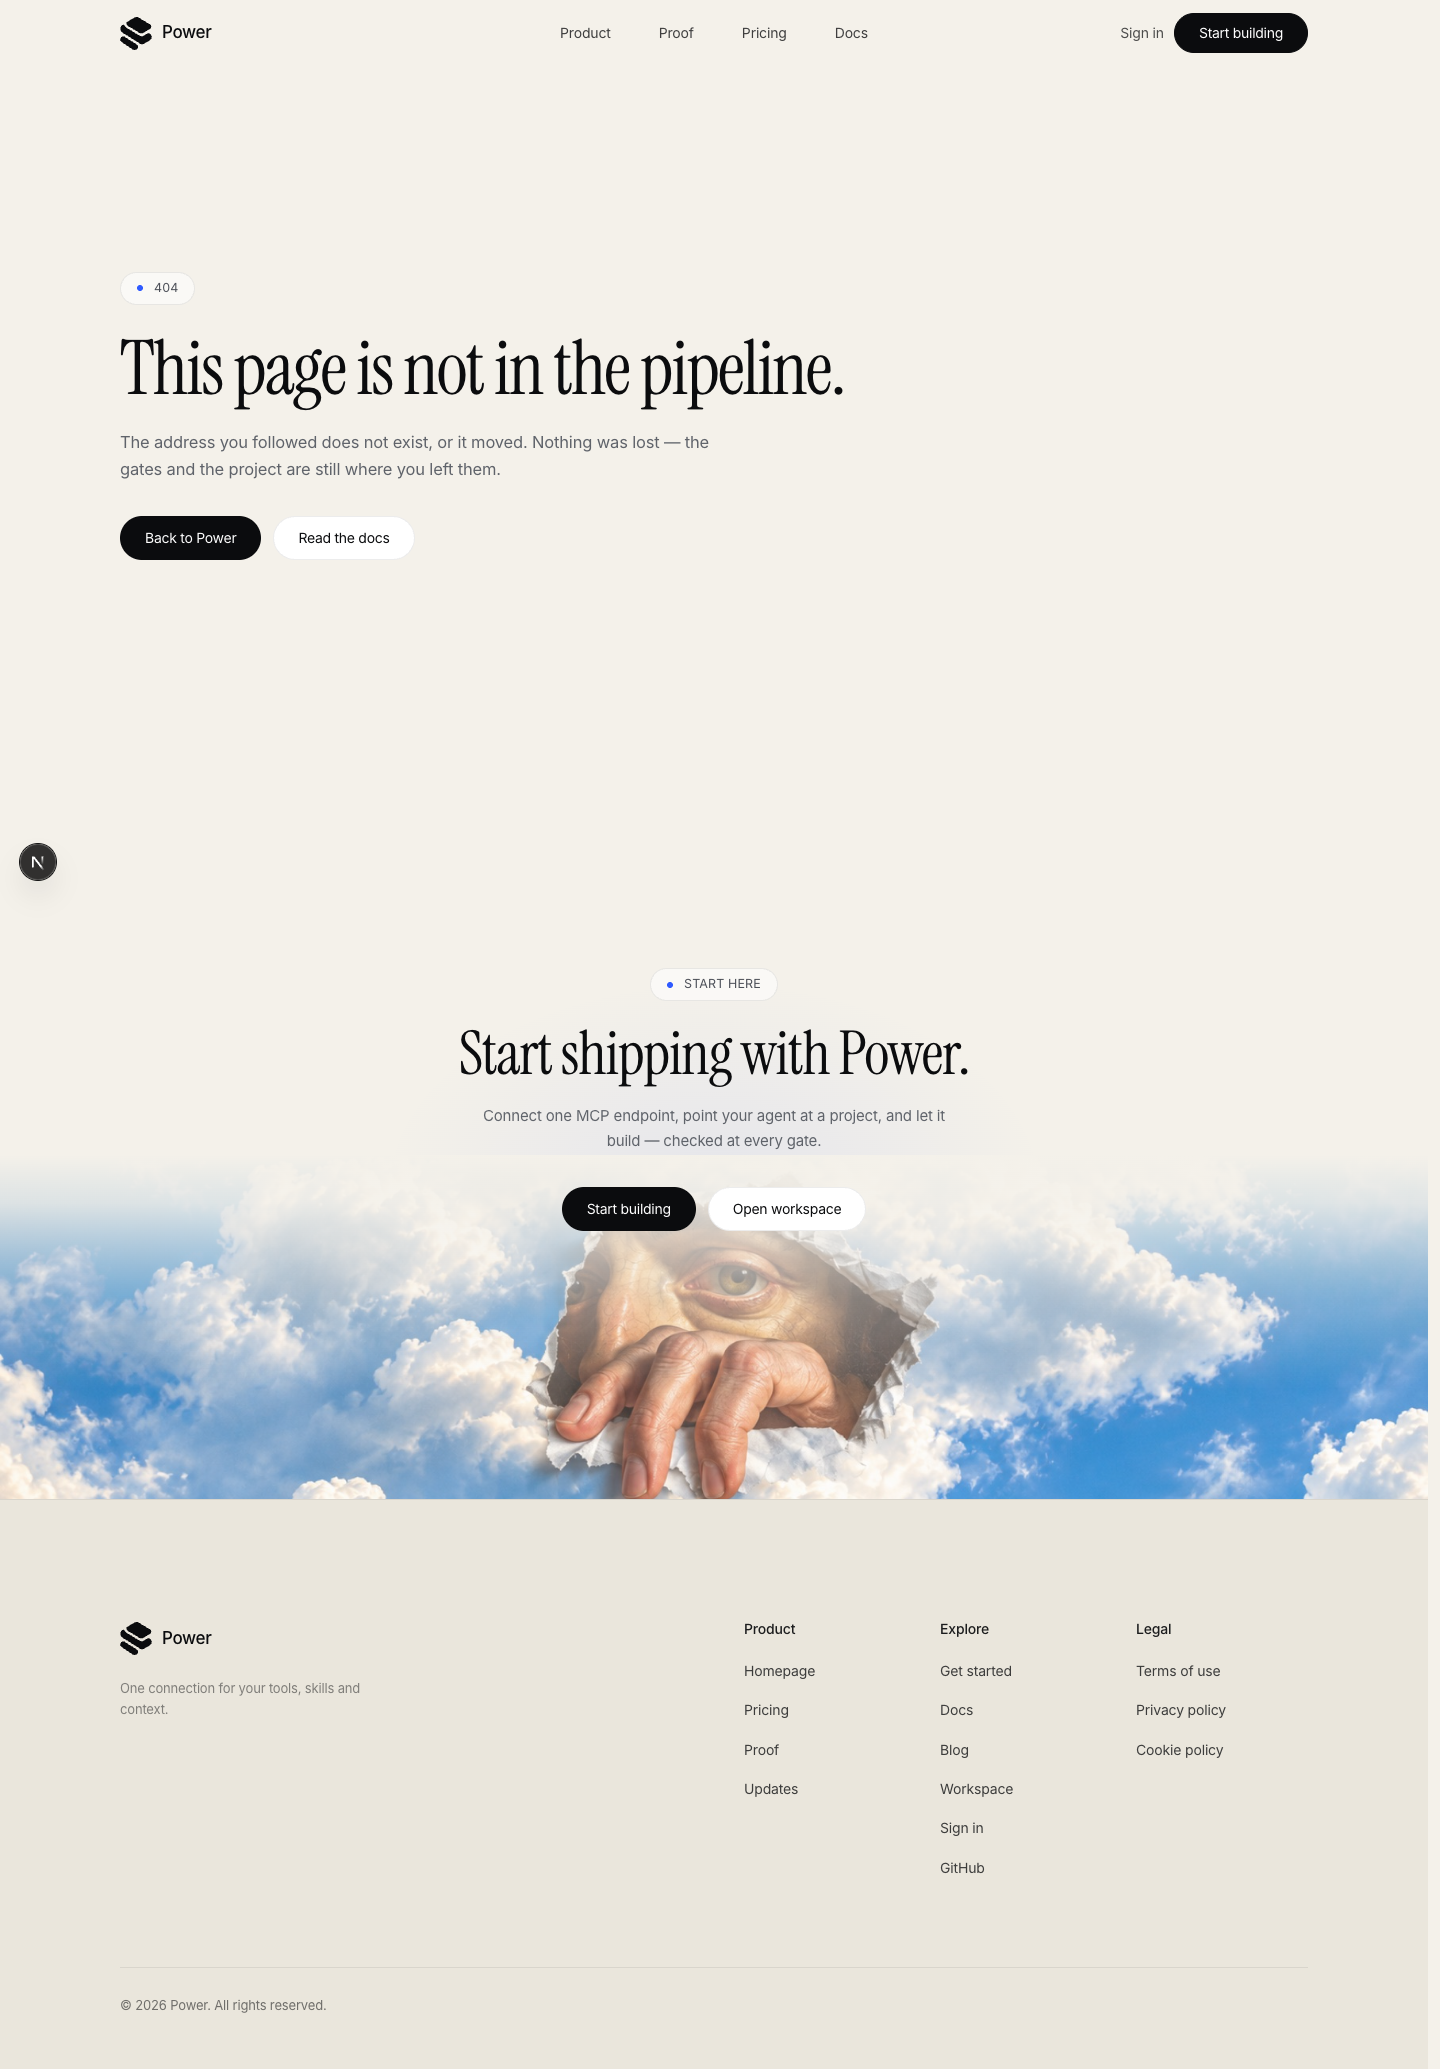 Power
Product
Proof
Pricing
Docs
Sign in
Start building
404
This page is not in the pipeline.
The address you followed does not exist, or it moved. Nothing was lost — the
gates and the project are still where you left them.
Back to Power
Read the docs
N
START HERE
Start shipping with Power.
Connect one MCP endpoint, point your agent at a project, and let it
build — checked at every gate.
Start building
Open workspace
Power
One connection for your tools, skills and
context.
Product
Homepage
Pricing
Proof
Updates
Explore
Get started
Docs
Blog
Workspace
Sign in
GitHub
Legal
Terms of use
Privacy policy
Cookie policy
© 2026 Power. All rights reserved.